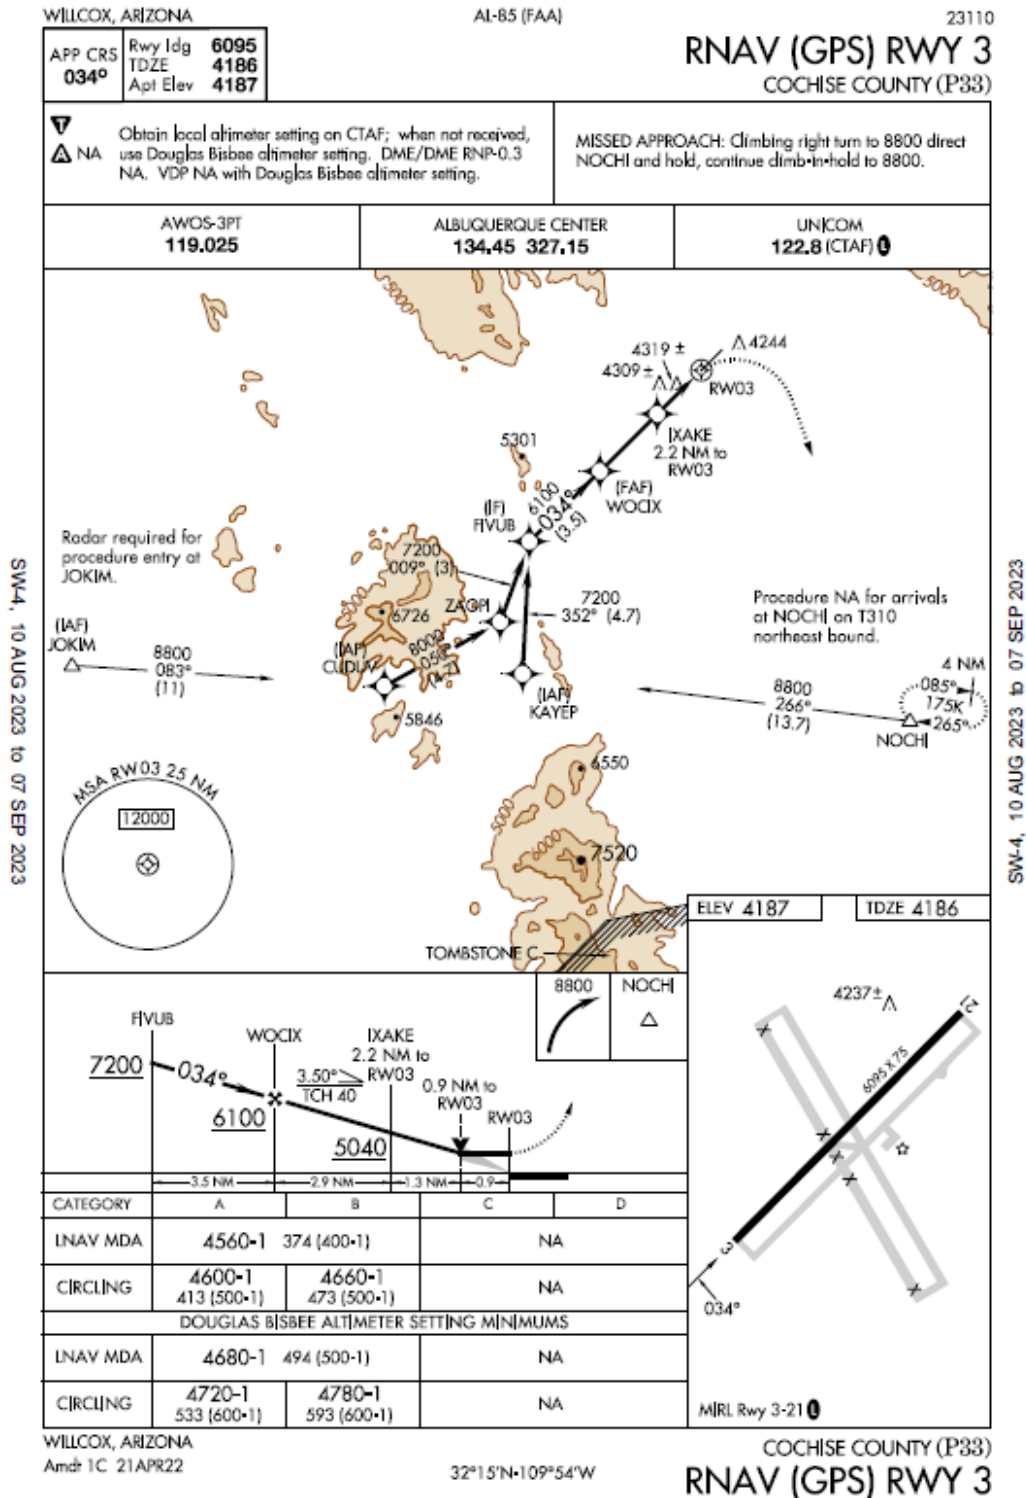 WILLCOX, ARIZONA
AL-85 (FAA)
23110
APP CRS
034°
Rwy ldg 6095
TDZE 4186
Apt Elev 4187
RNAV (GPS) RWY 3
COCHISE COUNTY (P33)
T
A NA
Obtain local altimeter setting on CTAF; when not received,
use Douglas Bisbee altimeter setting. DME/DME RNP-0.3
NA. VDP NA with Douglas Bisbee altimeter setting.
MISSED APPROACH: Climbing right turn to 8800 direct
NOCHI and hold, continue climb-in-hold to 8800.
AWOS-3PT
119.025
ALBUQUERQUE CENTER
134.45 327.15
UNICOM
122.8 (CTAF) L
5000
5000
4319 ±
4309 ±
4244
RW03
IXAKE
2.2 NM to
RW03
5301
(FAF)
WOCIX
(IF)
FIVUB
6100
034°
(3.5)
Radar required for
procedure entry at
JOKIM.
7200
009° (3)
ZAGPI
6726
7200
352° (4.7)
Procedure NA for arrivals
at NOCHI on T310
northeast bound.
(IAF)
JOKIM
8800
083°
(11)
(IAF)
CUDUV
8000
050°
(4.7)
(IAF)
KAYEP
5846
8800
266°
(13.7)
4 NM
085°
175K
265°
NOCHI
MSA RW03 25 NM
12000
6550
5000
7520
5000
TOMBSTONE C
SW-4, 10 AUG 2023 to 07 SEP 2023
SW-4, 10 AUG 2023 to 07 SEP 2023
ELEV 4187
TDZE 4186
8800
NOCHI
FIVUB
WOCIX
IXAKE
2.2 NM to
RW03
0.9 NM to
RW03
RW03
7200
034°
3.50°
TCH 40
6100
5040
3.5 NM
2.9 NM
1.3 NM
0.9
4237±
21
6095 X 75
3
034°
MIRL Rwy 3-21 L
CATEGORY A B C D
LNAV MDA 4560-1 374 (400-1) NA
CIRCLING 4600-1 413 (500-1) 4660-1 473 (500-1) NA
DOUGLAS BISBEE ALTIMETER SETTING MINIMUMS
LNAV MDA 4680-1 494 (500-1) NA
CIRCLING 4720-1 533 (600-1) 4780-1 593 (600-1) NA
WILLCOX, ARIZONA
Amdt 1C 21APR22
32°15'N-109°54'W
COCHISE COUNTY (P33)
RNAV (GPS) RWY 3